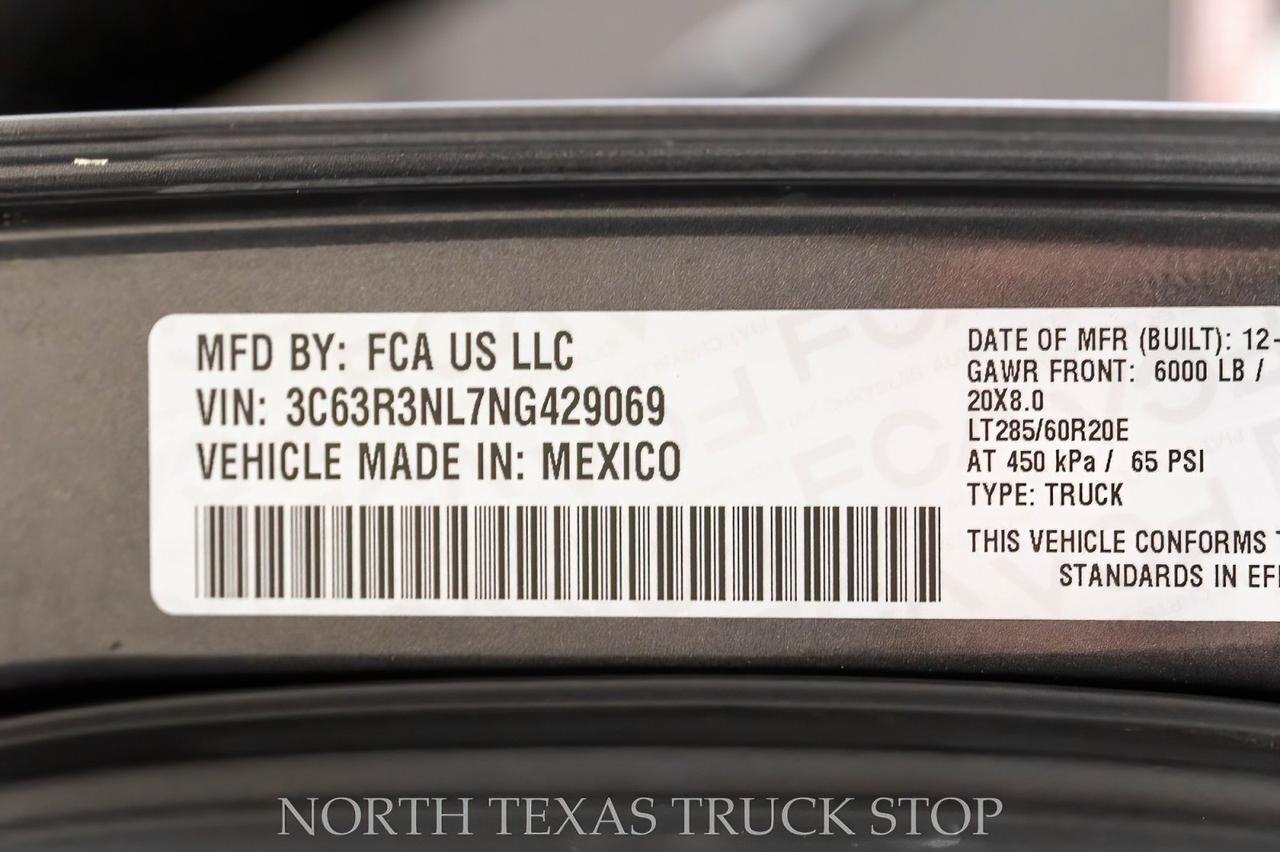 MFD BY: FCA US LLC
VIN: 3C63R3NL7NG429069
VEHICLE MADE IN: MEXICO
DATE OF MFR (BUILT): 12-
GAWR FRONT: 6000 LB /
20X8.0
LT285/60R20E
AT 450 kPa / 65 PSI
TYPE: TRUCK
THIS VEHICLE CONFORMS
STANDARDS IN
NORTH TEXAS TRUCK STOP